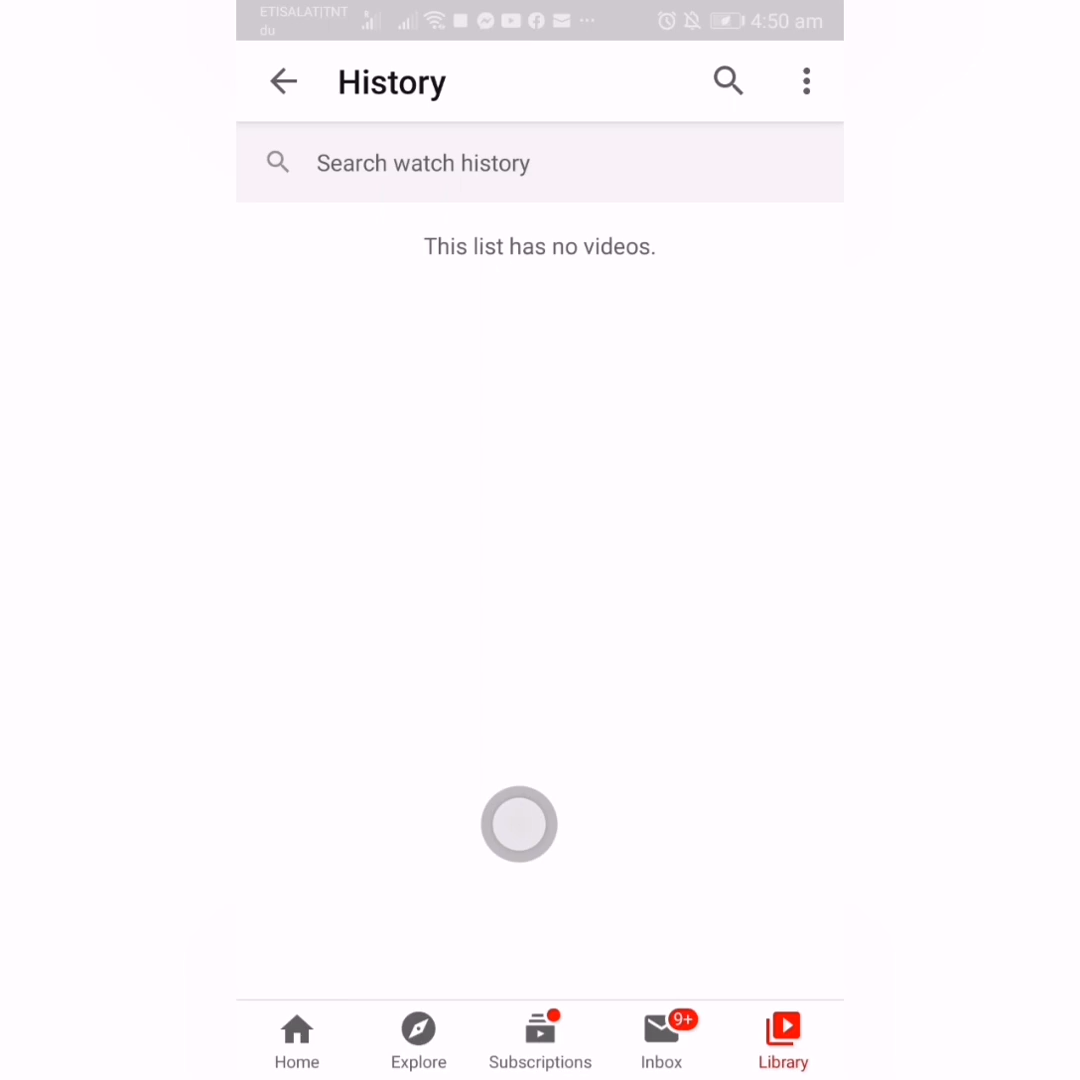 ETISALAT|TNT
du
4:50 am
History
Search watch history
This list has no videos.
9+
Home Explore Subscriptions Inbox Library